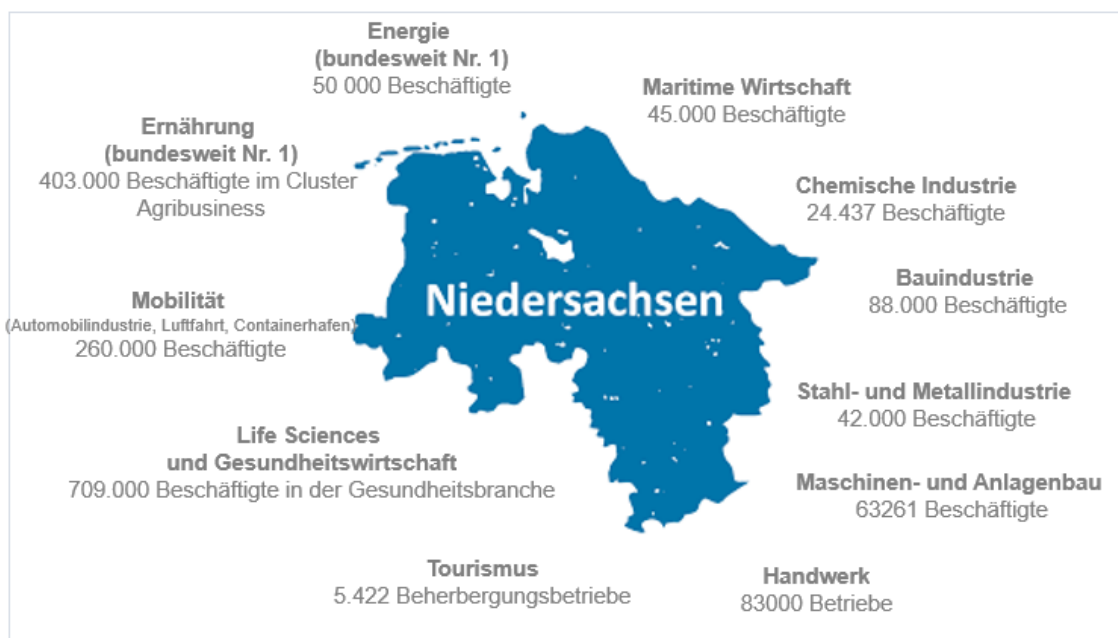 Energie
(bundesweit Nr. 1)
50 000 Beschäftigte
Maritime Wirtschaft
45.000 Beschäftigte
Ernährung
(bundesweit Nr. 1)
403.000 Beschäftigte im Cluster
Agribusiness
Chemische Industrie
24.437 Beschäftigte
Bauindustrie
88.000 Beschäftigte
Niedersachsen
Mobilität
(Automobilindustrie, Luftfahrt, Containerhafen)
260.000 Beschäftigte
Stahl- und Metallindustrie
42.000 Beschäftigte
Life Sciences
und Gesundheitswirtschaft
709.000 Beschäftigte in der Gesundheitsbranche
Maschinen- und Anlagenbau
63261 Beschäftigte
Tourismus
5.422 Beherbergungsbetriebe
Handwerk
83000 Betriebe